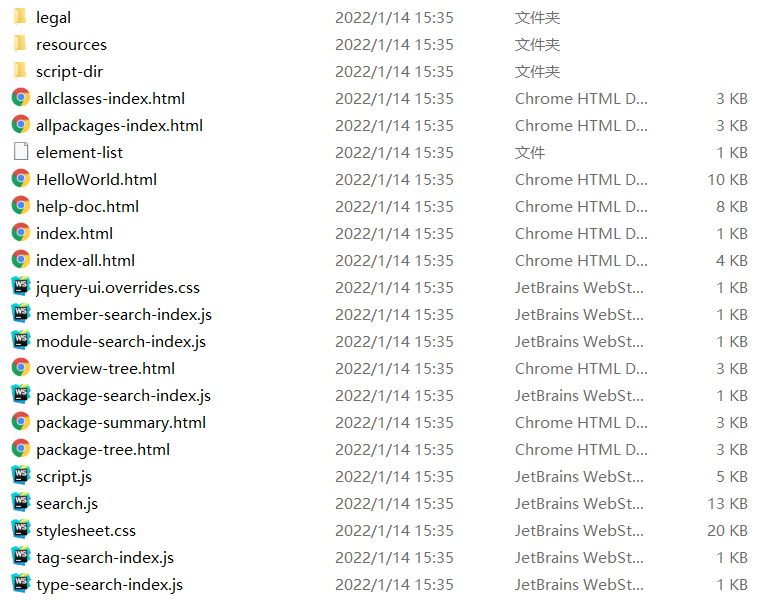 legal 2022/1/14 15:35 文件夹
resources 2022/1/14 15:35 文件夹
script-dir 2022/1/14 15:35 文件夹
allclasses-index.html 2022/1/14 15:35 Chrome HTML D... 3 KB
allpackages-index.html 2022/1/14 15:35 Chrome HTML D... 3 KB
element-list 2022/1/14 15:35 文件 1 KB
HelloWorld.html 2022/1/14 15:35 Chrome HTML D... 10 KB
help-doc.html 2022/1/14 15:35 Chrome HTML D... 8 KB
index.html 2022/1/14 15:35 Chrome HTML D... 1 KB
index-all.html 2022/1/14 15:35 Chrome HTML D... 4 KB
jquery-ui.overrides.css 2022/1/14 15:35 JetBrains WebSt... 1 KB
member-search-index.js 2022/1/14 15:35 JetBrains WebSt... 1 KB
module-search-index.js 2022/1/14 15:35 JetBrains WebSt... 1 KB
overview-tree.html 2022/1/14 15:35 Chrome HTML D... 3 KB
package-search-index.js 2022/1/14 15:35 JetBrains WebSt... 1 KB
package-summary.html 2022/1/14 15:35 Chrome HTML D... 3 KB
package-tree.html 2022/1/14 15:35 Chrome HTML D... 3 KB
script.js 2022/1/14 15:35 JetBrains WebSt... 5 KB
search.js 2022/1/14 15:35 JetBrains WebSt... 13 KB
stylesheet.css 2022/1/14 15:35 JetBrains WebSt... 20 KB
tag-search-index.js 2022/1/14 15:35 JetBrains WebSt... 1 KB
type-search-index.js 2022/1/14 15:35 JetBrains WebSt... 1 KB